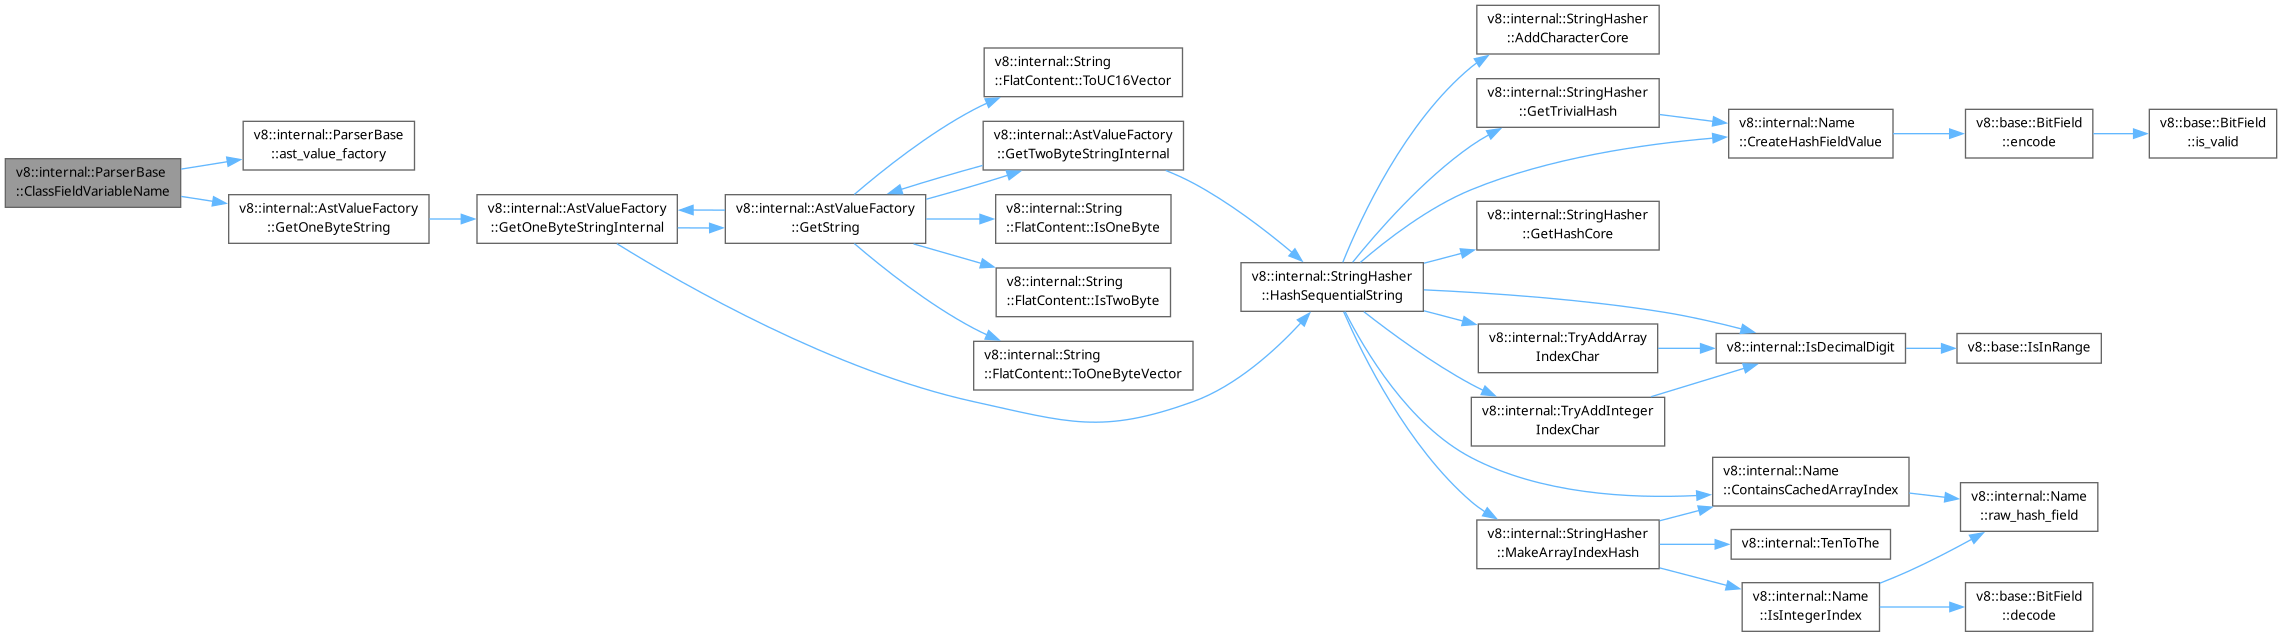 v8::internal::ParserBase
::ClassFieldVariableName
v8::internal::ParserBase
::ast_value_factory
v8::internal::AstValueFactory
::GetOneByteString
v8::internal::AstValueFactory
::GetOneByteStringInternal
v8::internal::AstValueFactory
::GetString
v8::internal::String
::FlatContent::ToUC16Vector
v8::internal::AstValueFactory
::GetTwoByteStringInternal
v8::internal::String
::FlatContent::IsOneByte
v8::internal::String
::FlatContent::IsTwoByte
v8::internal::String
::FlatContent::ToOneByteVector
v8::internal::StringHasher
::HashSequentialString
v8::internal::StringHasher
::AddCharacterCore
v8::internal::StringHasher
::GetTrivialHash
v8::internal::StringHasher
::GetHashCore
v8::internal::TryAddArray
IndexChar
v8::internal::TryAddInteger
IndexChar
v8::internal::StringHasher
::MakeArrayIndexHash
v8::internal::Name
::CreateHashFieldValue
v8::internal::IsDecimalDigit
v8::internal::Name
::ContainsCachedArrayIndex
v8::internal::TenToThe
v8::internal::Name
::IsIntegerIndex
v8::base::BitField
::encode
v8::base::IsInRange
v8::internal::Name
::raw_hash_field
v8::base::BitField
::decode
v8::base::BitField
::is_valid